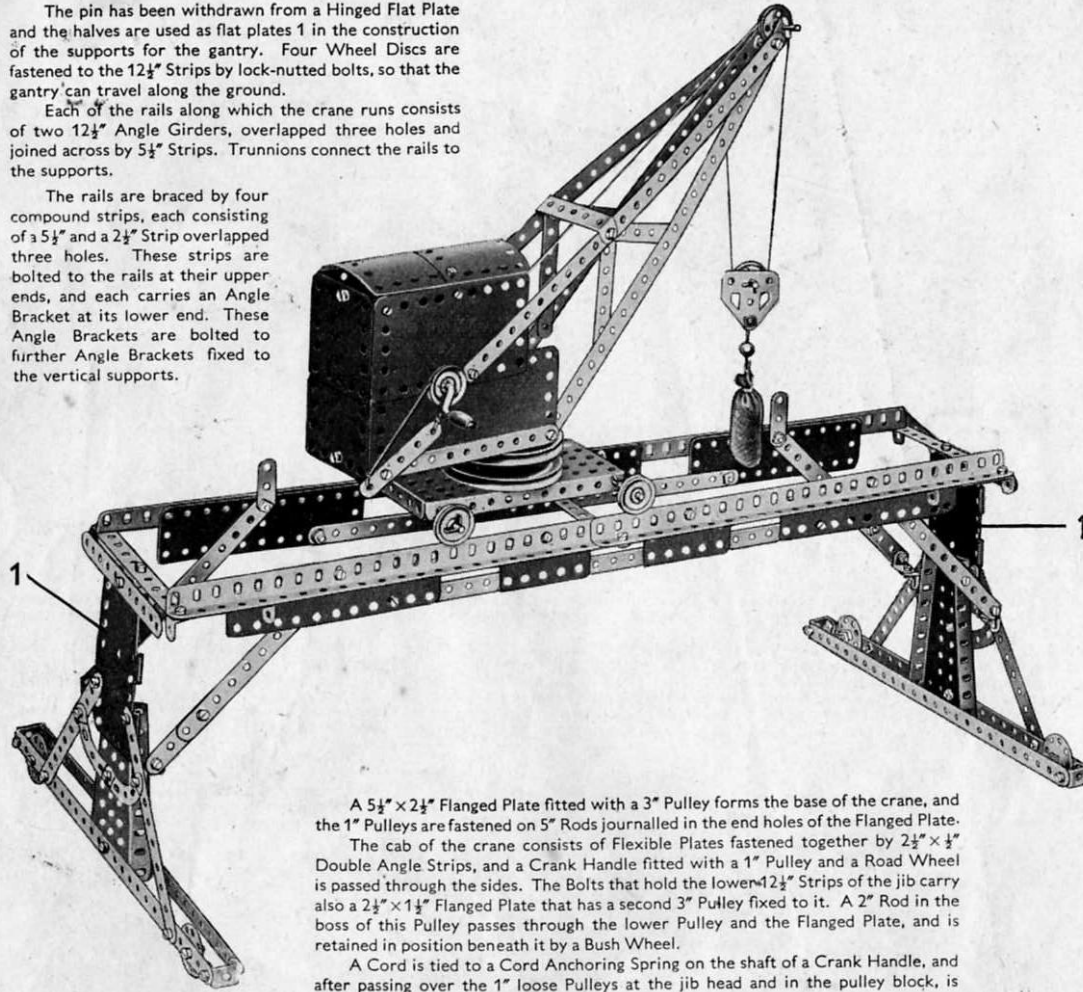 The pin has been withdrawn from a Hinged Flat Plate
and the halves are used as flat plates 1 in the construction
of the supports for the gantry. Four Wheel Discs are
fastened to the 12½″ Strips by lock-nutted bolts, so that the
gantry can travel along the ground.
Each of the rails along which the crane runs consists
of two 12½″ Angle Girders, overlapped three holes and
joined across by 5½″ Strips. Trunnions connect the rails to
the supports.
The rails are braced by four
compound strips, each consisting
of a 5½″ and a 2½″ Strip overlapped
three holes. These strips are
bolted to the rails at their upper
ends, and each carries an Angle
Bracket at its lower end. These
Angle Brackets are bolted to
further Angle Brackets fixed to
the vertical supports.
1
1
A 5½″ × 2½″ Flanged Plate fitted with a 3″ Pulley forms the base of the crane, and
the 1″ Pulleys are fastened on 5″ Rods journalled in the end holes of the Flanged Plate.
The cab of the crane consists of Flexible Plates fastened together by 2½″ × ½″
Double Angle Strips, and a Crank Handle fitted with a 1″ Pulley and a Road Wheel
is passed through the sides. The Bolts that hold the lower 12½″ Strips of the jib carry
also a 2½″ × 1½″ Flanged Plate that has a second 3″ Pulley fixed to it. A 2″ Rod in the
boss of this Pulley passes through the lower Pulley and the Flanged Plate, and is
retained in position beneath it by a Bush Wheel.
A Cord is tied to a Cord Anchoring Spring on the shaft of a Crank Handle, and
after passing over the 1″ loose Pulleys at the jib head and in the pulley block, is